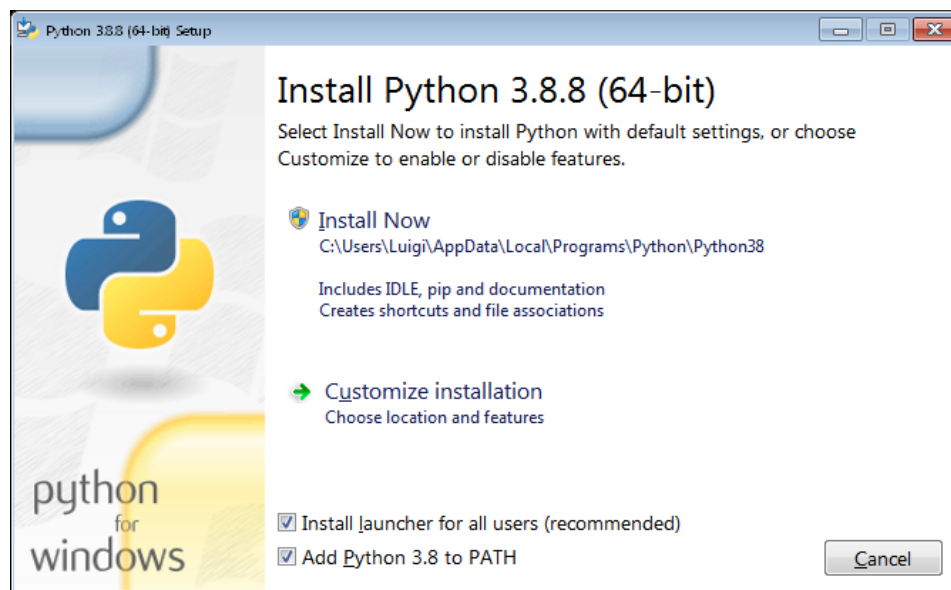 Python 3.8.8 (64-bit) Setup
Install Python 3.8.8 (64-bit)
Select Install Now to install Python with default settings, or choose
Customize to enable or disable features.
Install Now
C:\Users\Luigi\AppData\Local\Programs\Python\Python38
Includes IDLE, pip and documentation
Creates shortcuts and file associations
Customize installation
Choose location and features
python
for
windows
Install launcher for all users (recommended)
Add Python 3.8 to PATH
Cancel